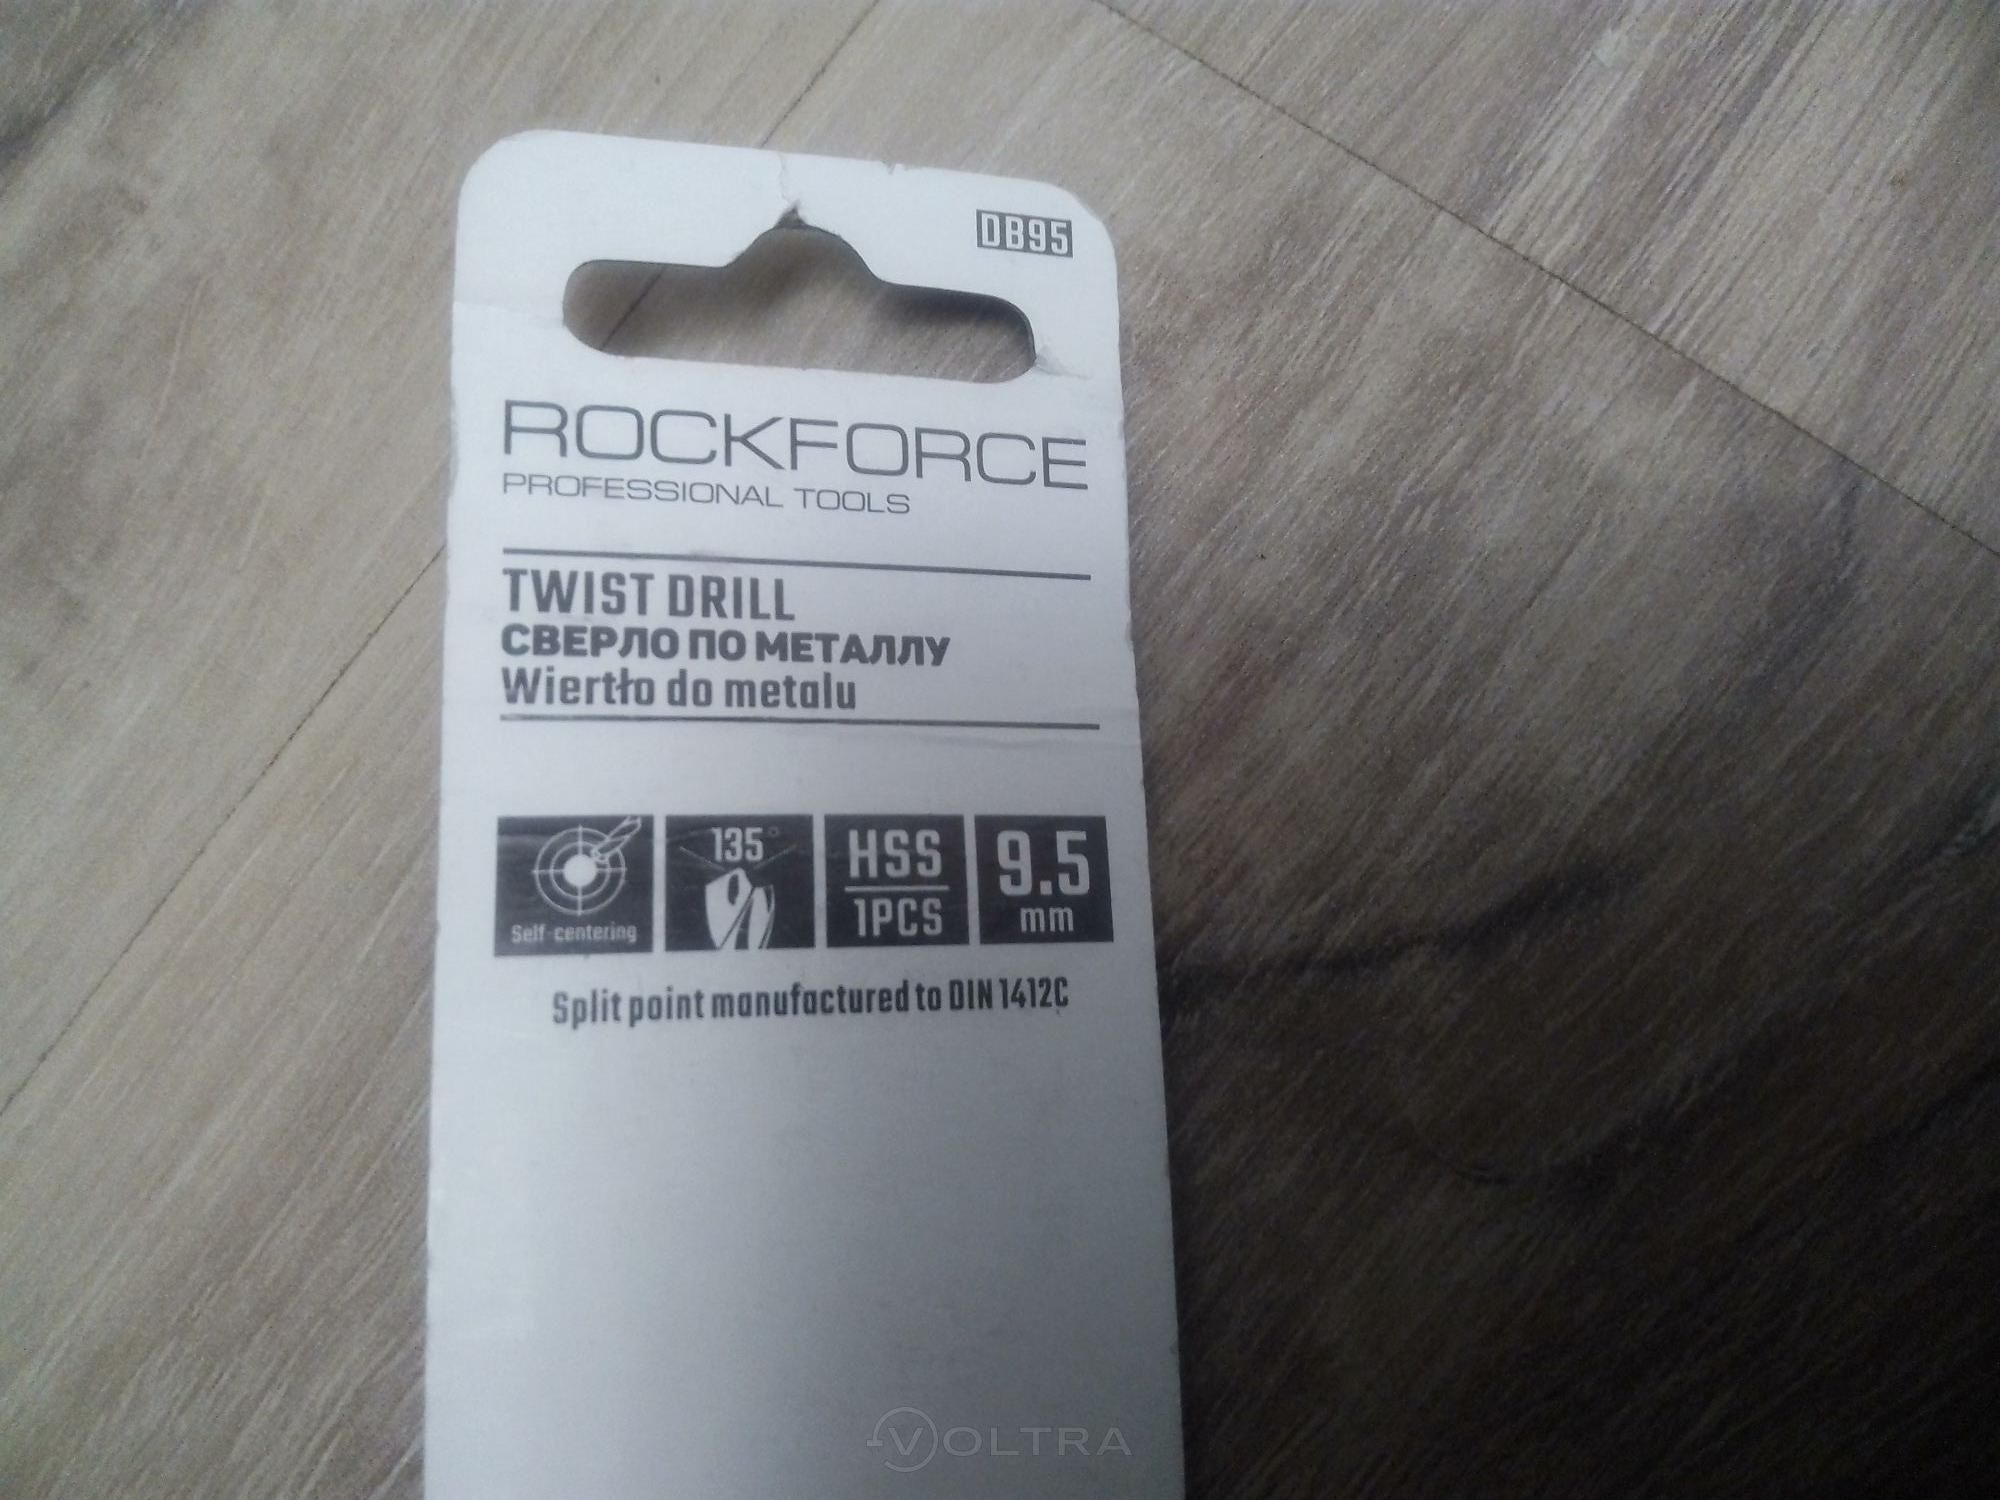 DB95
ROCKFORCE
PROFESSIONAL TOOLS
TWIST DRILL
СВЕРЛО ПО МЕТАЛЛУ
Wiertło do metalu
Self-centering
135°
HSS
1PCS
9.5
mm
Split point manufactured to DIN 1412C
VOLTRA